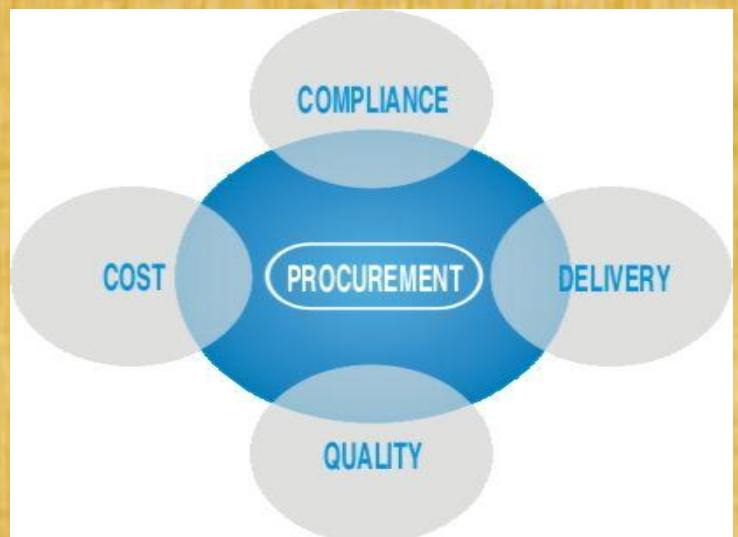 COMPLIANCE
COST
PROCUREMENT
DELIVERY
QUALITY